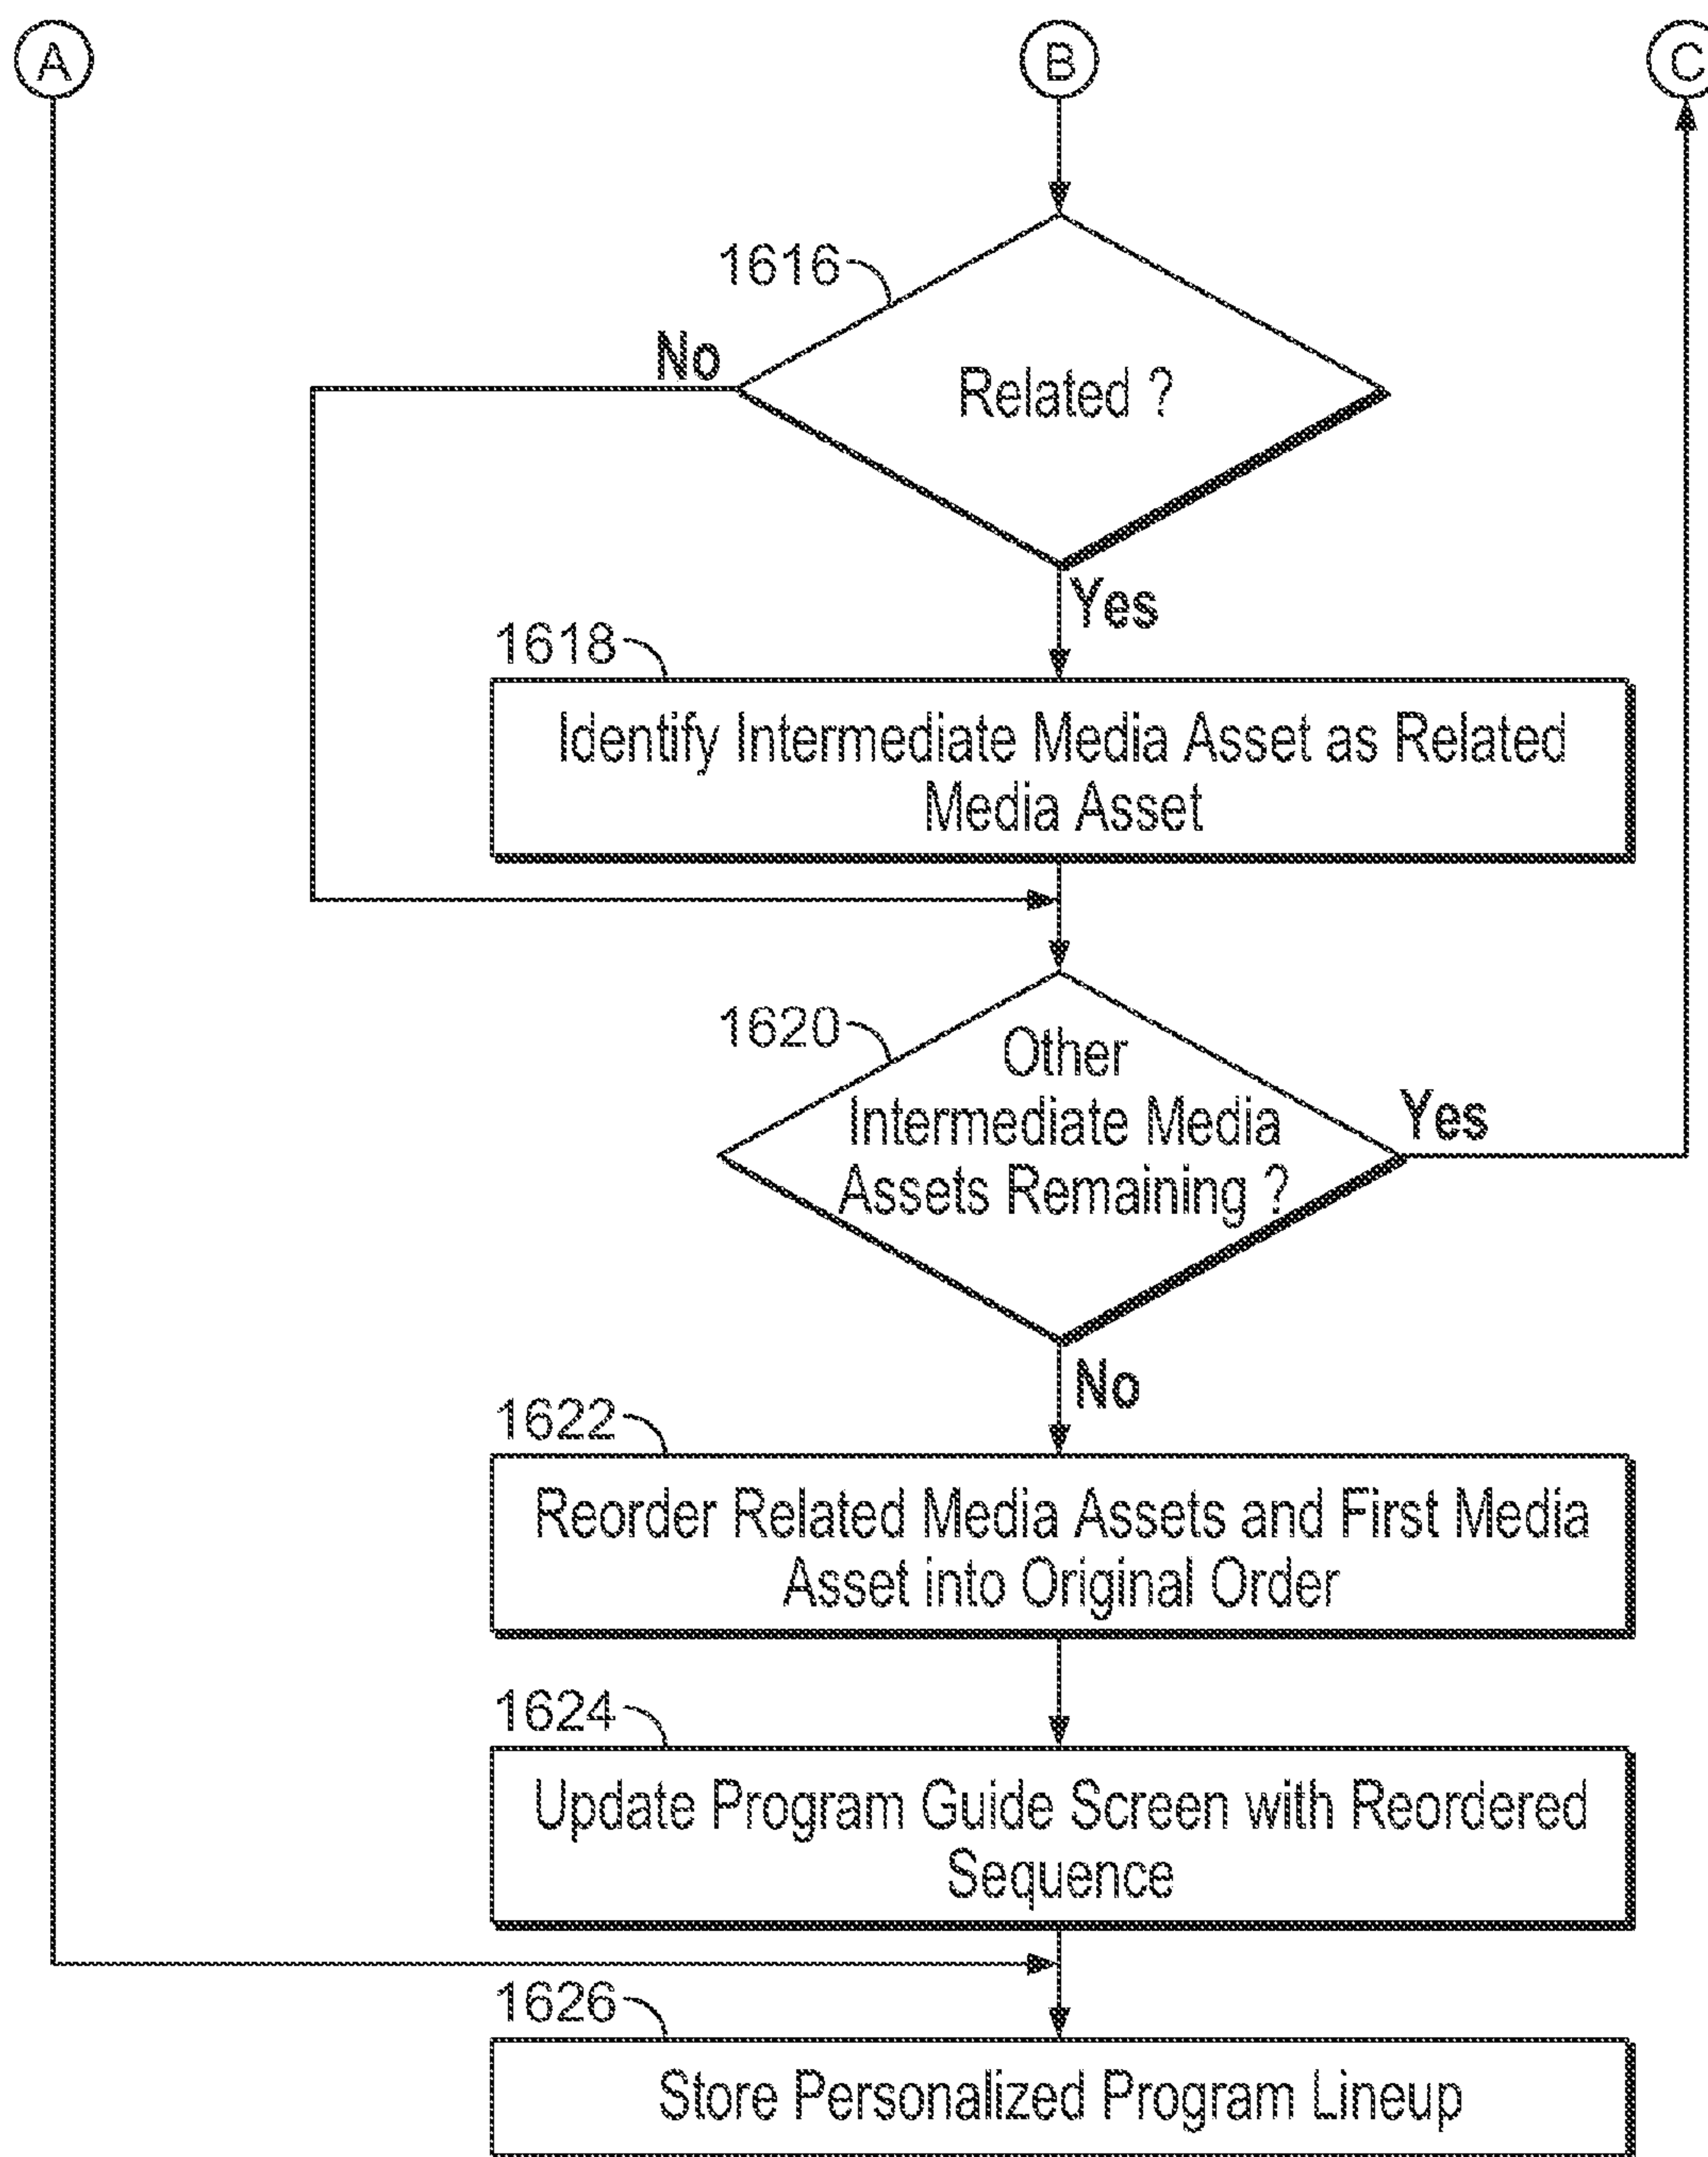 A
B
C
1616
No
Related ?
Yes
1618
Identify Intermediate Media Asset as Related
Media Asset
1620
Other
Intermediate Media
Assets Remaining ?
Yes
No
1622
Reorder Related Media Assets and First Media
Asset into Original Order
1624
Update Program Guide Screen with Reordered
Sequence
1626
Store Personalized Program Lineup